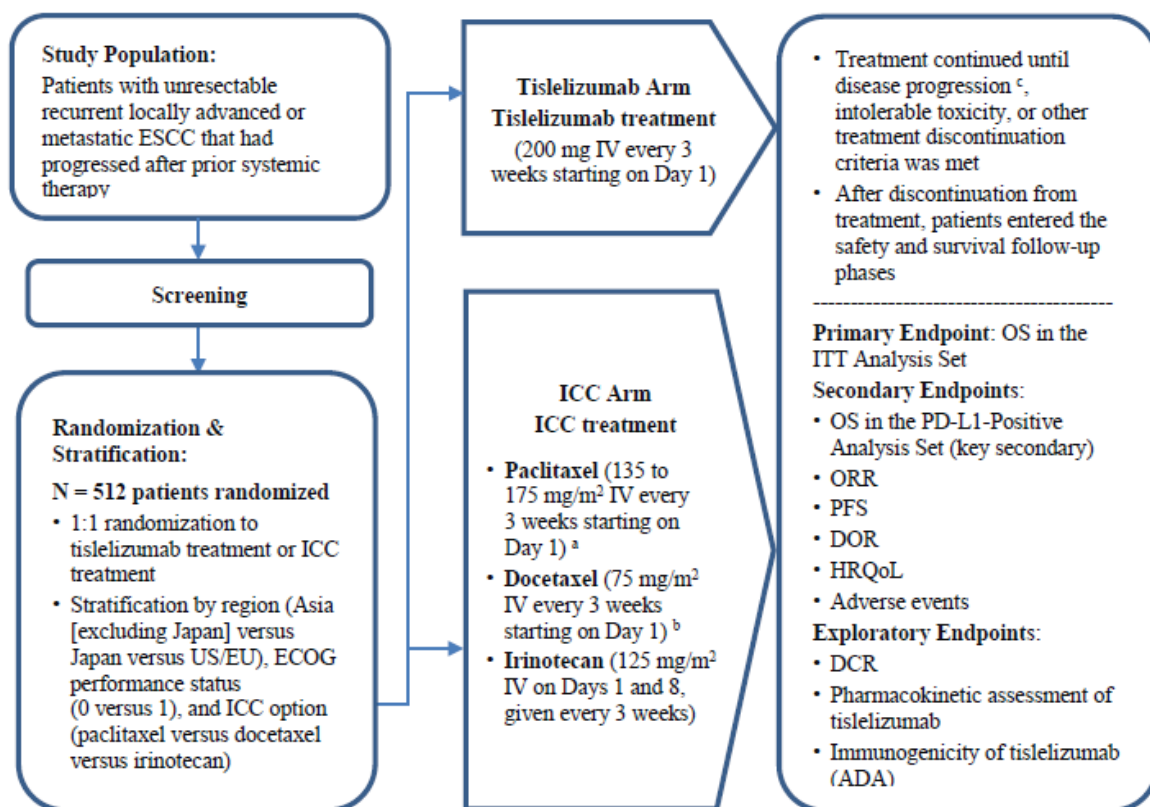 Study Population:
Patients with unresectable
recurrent locally advanced or
metastatic ESCC that had
progressed after prior systemic
therapy
Screening
Randomization &
Stratification:
N = 512 patients randomized
• 1:1 randomization to
tislelizumab treatment or ICC
treatment
• Stratification by region (Asia
[excluding Japan] versus
Japan versus US/EU), ECOG
performance status
(0 versus 1), and ICC option
(paclitaxel versus docetaxel
versus irinotecan)
Tislelizumab Arm
Tislelizumab treatment
(200 mg IV every 3
weeks starting on Day 1)
ICC Arm
ICC treatment
• Paclitaxel (135 to
175 mg/m² IV every
3 weeks starting on
Day 1) ᵃ
• Docetaxel (75 mg/m²
IV every 3 weeks
starting on Day 1) ᵇ
• Irinotecan (125 mg/m²
IV on Days 1 and 8,
given every 3 weeks)
• Treatment continued until
disease progression ᶜ,
intolerable toxicity, or other
treatment discontinuation
criteria was met
• After discontinuation from
treatment, patients entered the
safety and survival follow-up
phases
----------------------------------------
Primary Endpoint: OS in the
ITT Analysis Set
Secondary Endpoints:
• OS in the PD-L1-Positive
Analysis Set (key secondary)
• ORR
• PFS
• DOR
• HRQoL
• Adverse events
Exploratory Endpoints:
• DCR
• Pharmacokinetic assessment of
tislelizumab
• Immunogenicity of tislelizumab
(ADA)